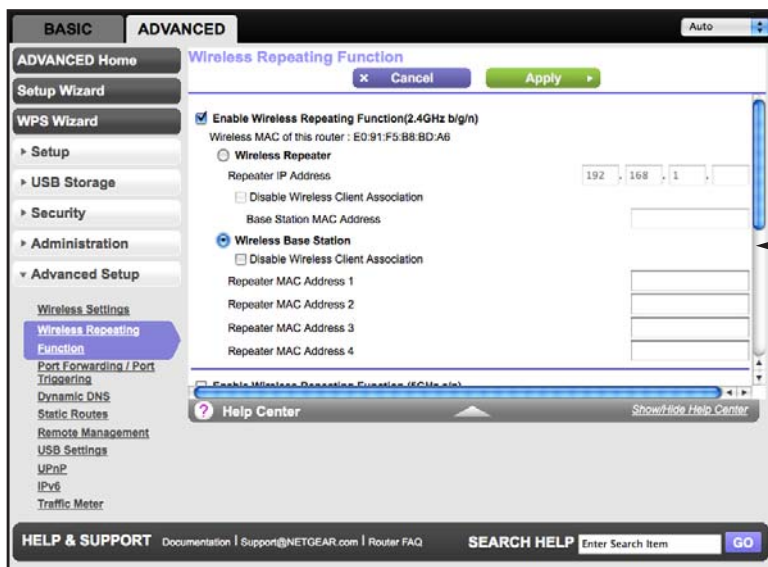 BASIC ADVANCED Auto
ADVANCED Home
Setup Wizard
WPS Wizard
Setup
USB Storage
Security
Administration
Advanced Setup
Wireless Settings
Wireless Repeating
Function
Port Forwarding / Port
Triggering
Dynamic DNS
Static Routes
Remote Management
USB Settings
UPnP
IPv6
Traffic Meter
Wireless Repeating Function
x Cancel Apply
Enable Wireless Repeating Function(2.4GHz b/g/n)
Wireless MAC of this router : E0:91:F5:B8:BD:A6
Wireless Repeater
Repeater IP Address 192 . 168 . 1 .
Disable Wireless Client Association
Base Station MAC Address
Wireless Base Station
Disable Wireless Client Association
Repeater MAC Address 1
Repeater MAC Address 2
Repeater MAC Address 3
Repeater MAC Address 4
Enable Wireless Repeating Function (5GHz a/n)
? Help Center Show/Hide Help Center
HELP & SUPPORT Documentation | Support@NETGEAR.com | Router FAQ SEARCH HELP Enter Search Item GO